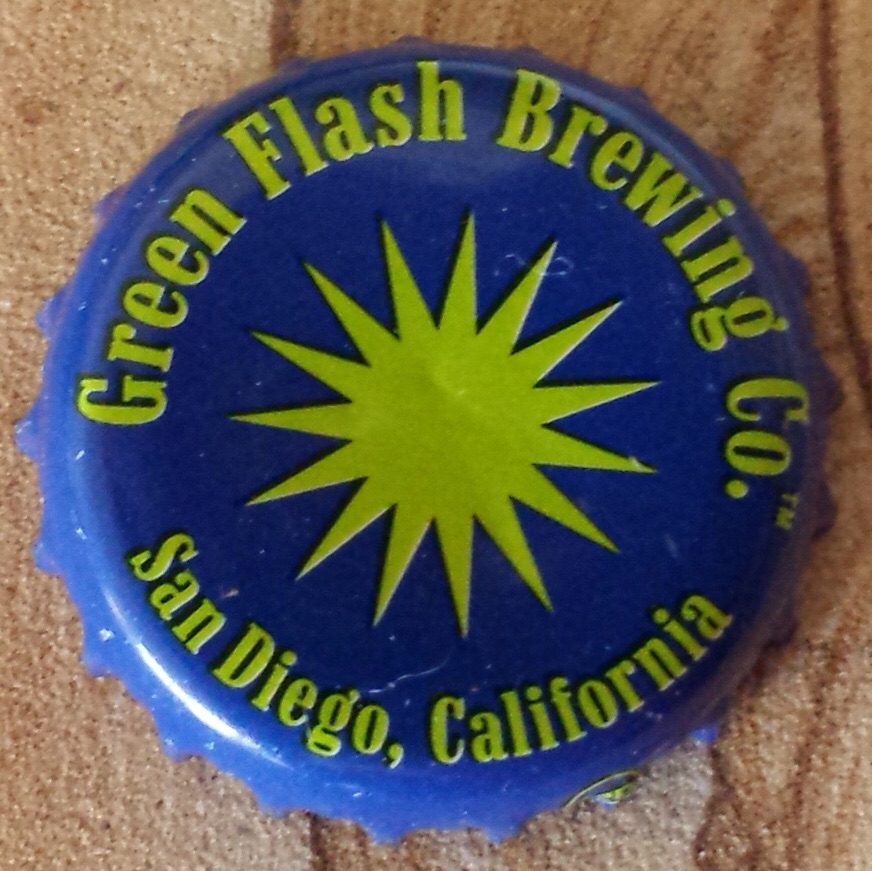 Green Flash Brewing Co.™
San Diego, California